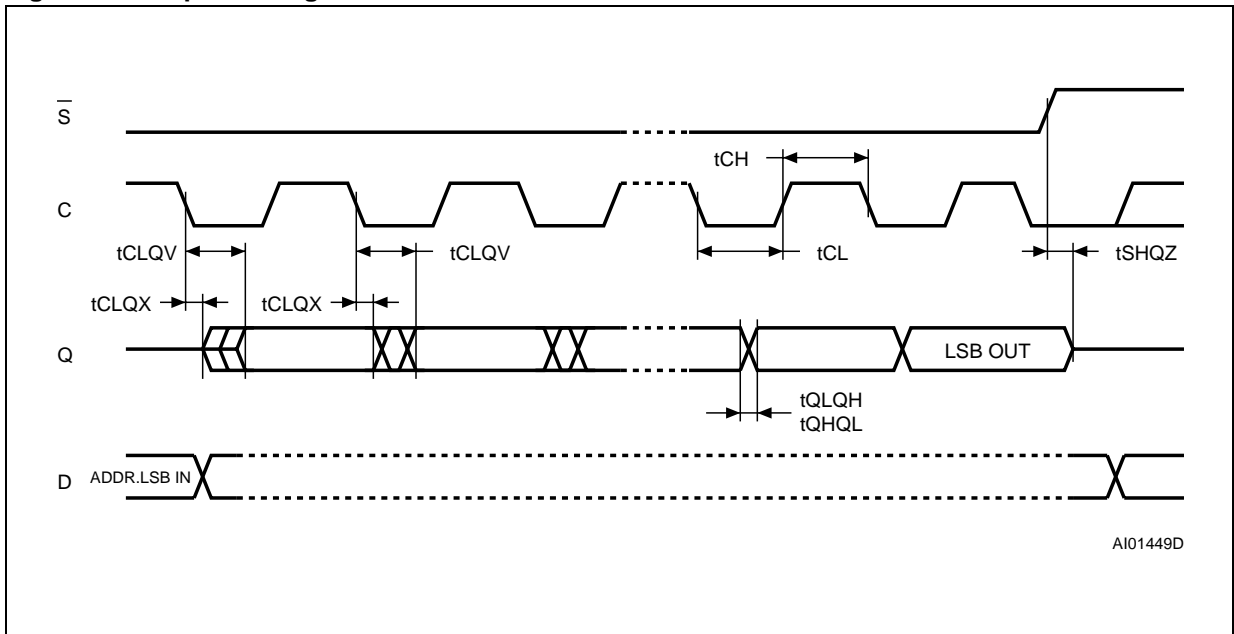 S
tCH
C
tCLQV
tCLQV
tCL
tSHQZ
tCLQX
tCLQX
Q
LSB OUT
tQLQH
tQHQL
D
ADDR.LSB IN
AI01449D